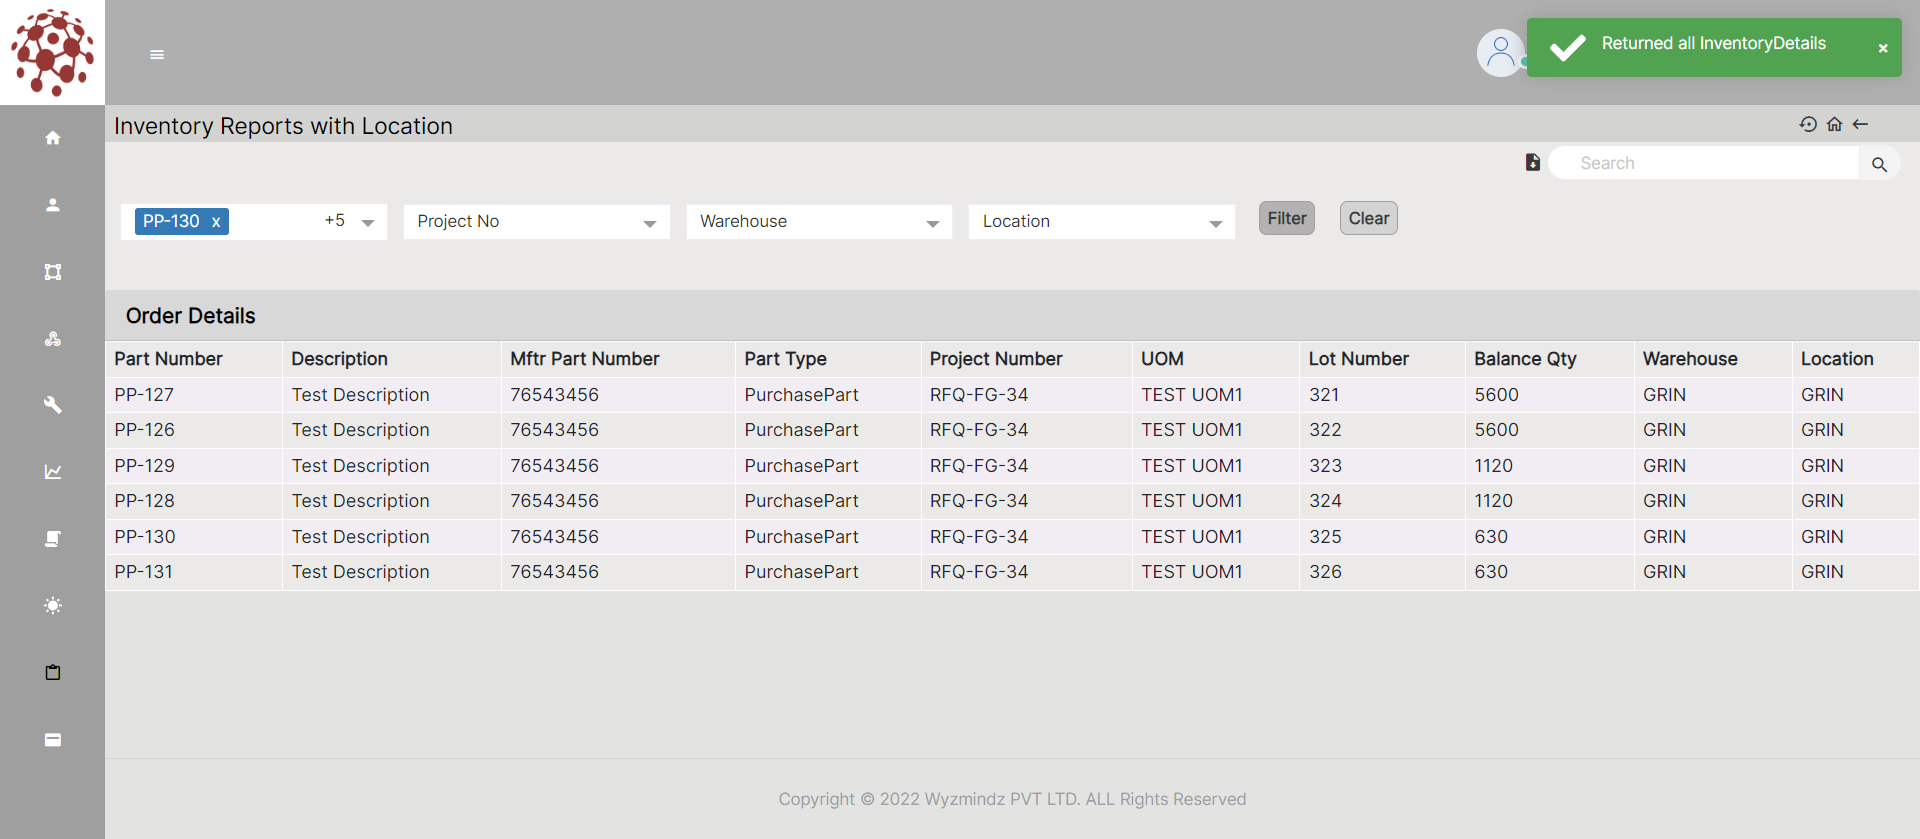 Returned all InventoryDetails ×
Inventory Reports with Location
Search
PP-130 x +5 Project No Warehouse Location Filter Clear
Order Details
Part Number Description Mftr Part Number Part Type Project Number UOM Lot Number Balance Qty Warehouse Location
PP-127 Test Description 76543456 PurchasePart RFQ-FG-34 TEST UOM1 321 5600 GRIN GRIN
PP-126 Test Description 76543456 PurchasePart RFQ-FG-34 TEST UOM1 322 5600 GRIN GRIN
PP-129 Test Description 76543456 PurchasePart RFQ-FG-34 TEST UOM1 323 1120 GRIN GRIN
PP-128 Test Description 76543456 PurchasePart RFQ-FG-34 TEST UOM1 324 1120 GRIN GRIN
PP-130 Test Description 76543456 PurchasePart RFQ-FG-34 TEST UOM1 325 630 GRIN GRIN
PP-131 Test Description 76543456 PurchasePart RFQ-FG-34 TEST UOM1 326 630 GRIN GRIN
Copyright © 2022 Wyzmindz PVT LTD. ALL Rights Reserved